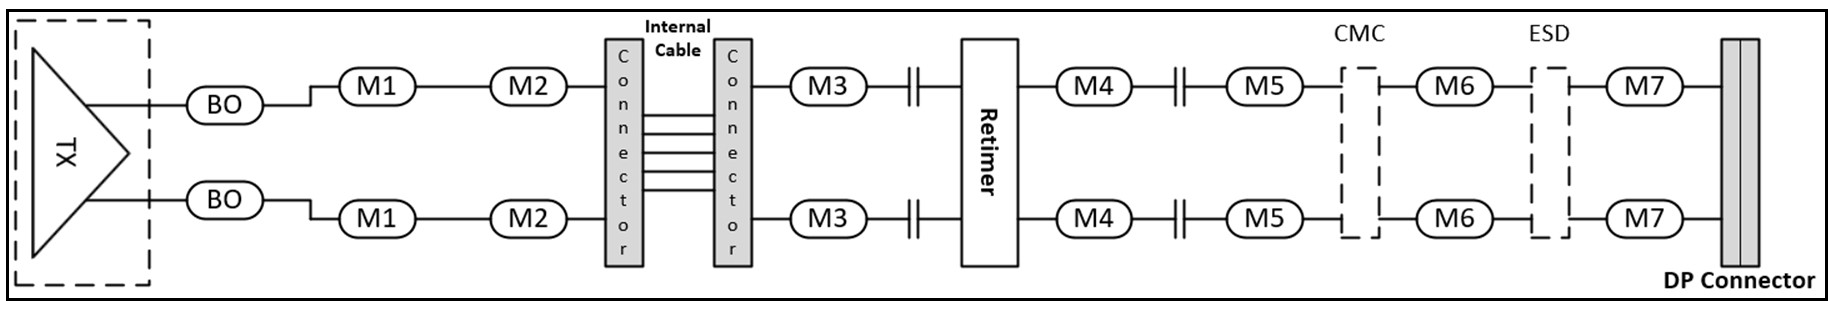 Internal
Cable
CMC
ESD
TX
BO
M1
M2
Connector
Connector
M3
Retimer
M4
M5
M6
M7
BO
M1
M2
M3
M4
M5
M6
M7
DP Connector